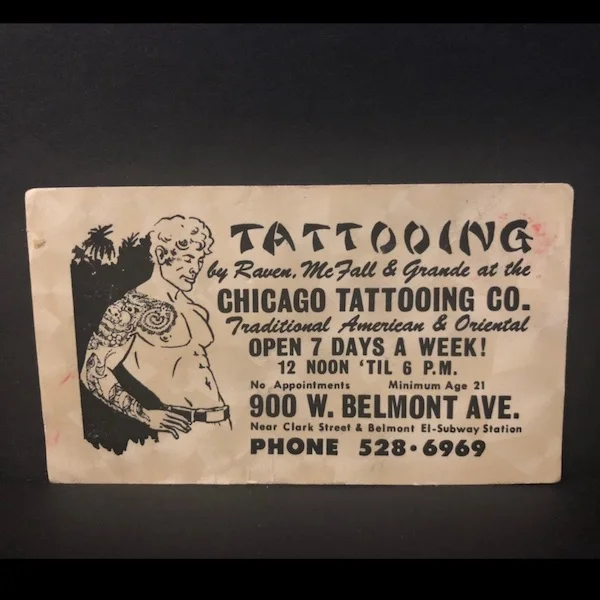 TATTOOING
by Raven, McFall & Grande at the
CHICAGO TATTOOING CO.
Traditional American & Oriental
OPEN 7 DAYS A WEEK!
12 NOON 'TIL 6 P.M.
No Appointments Minimum Age 21
900 W. BELMONT AVE.
Near Clark Street & Belmont El-Subway Station
PHONE 528·6969